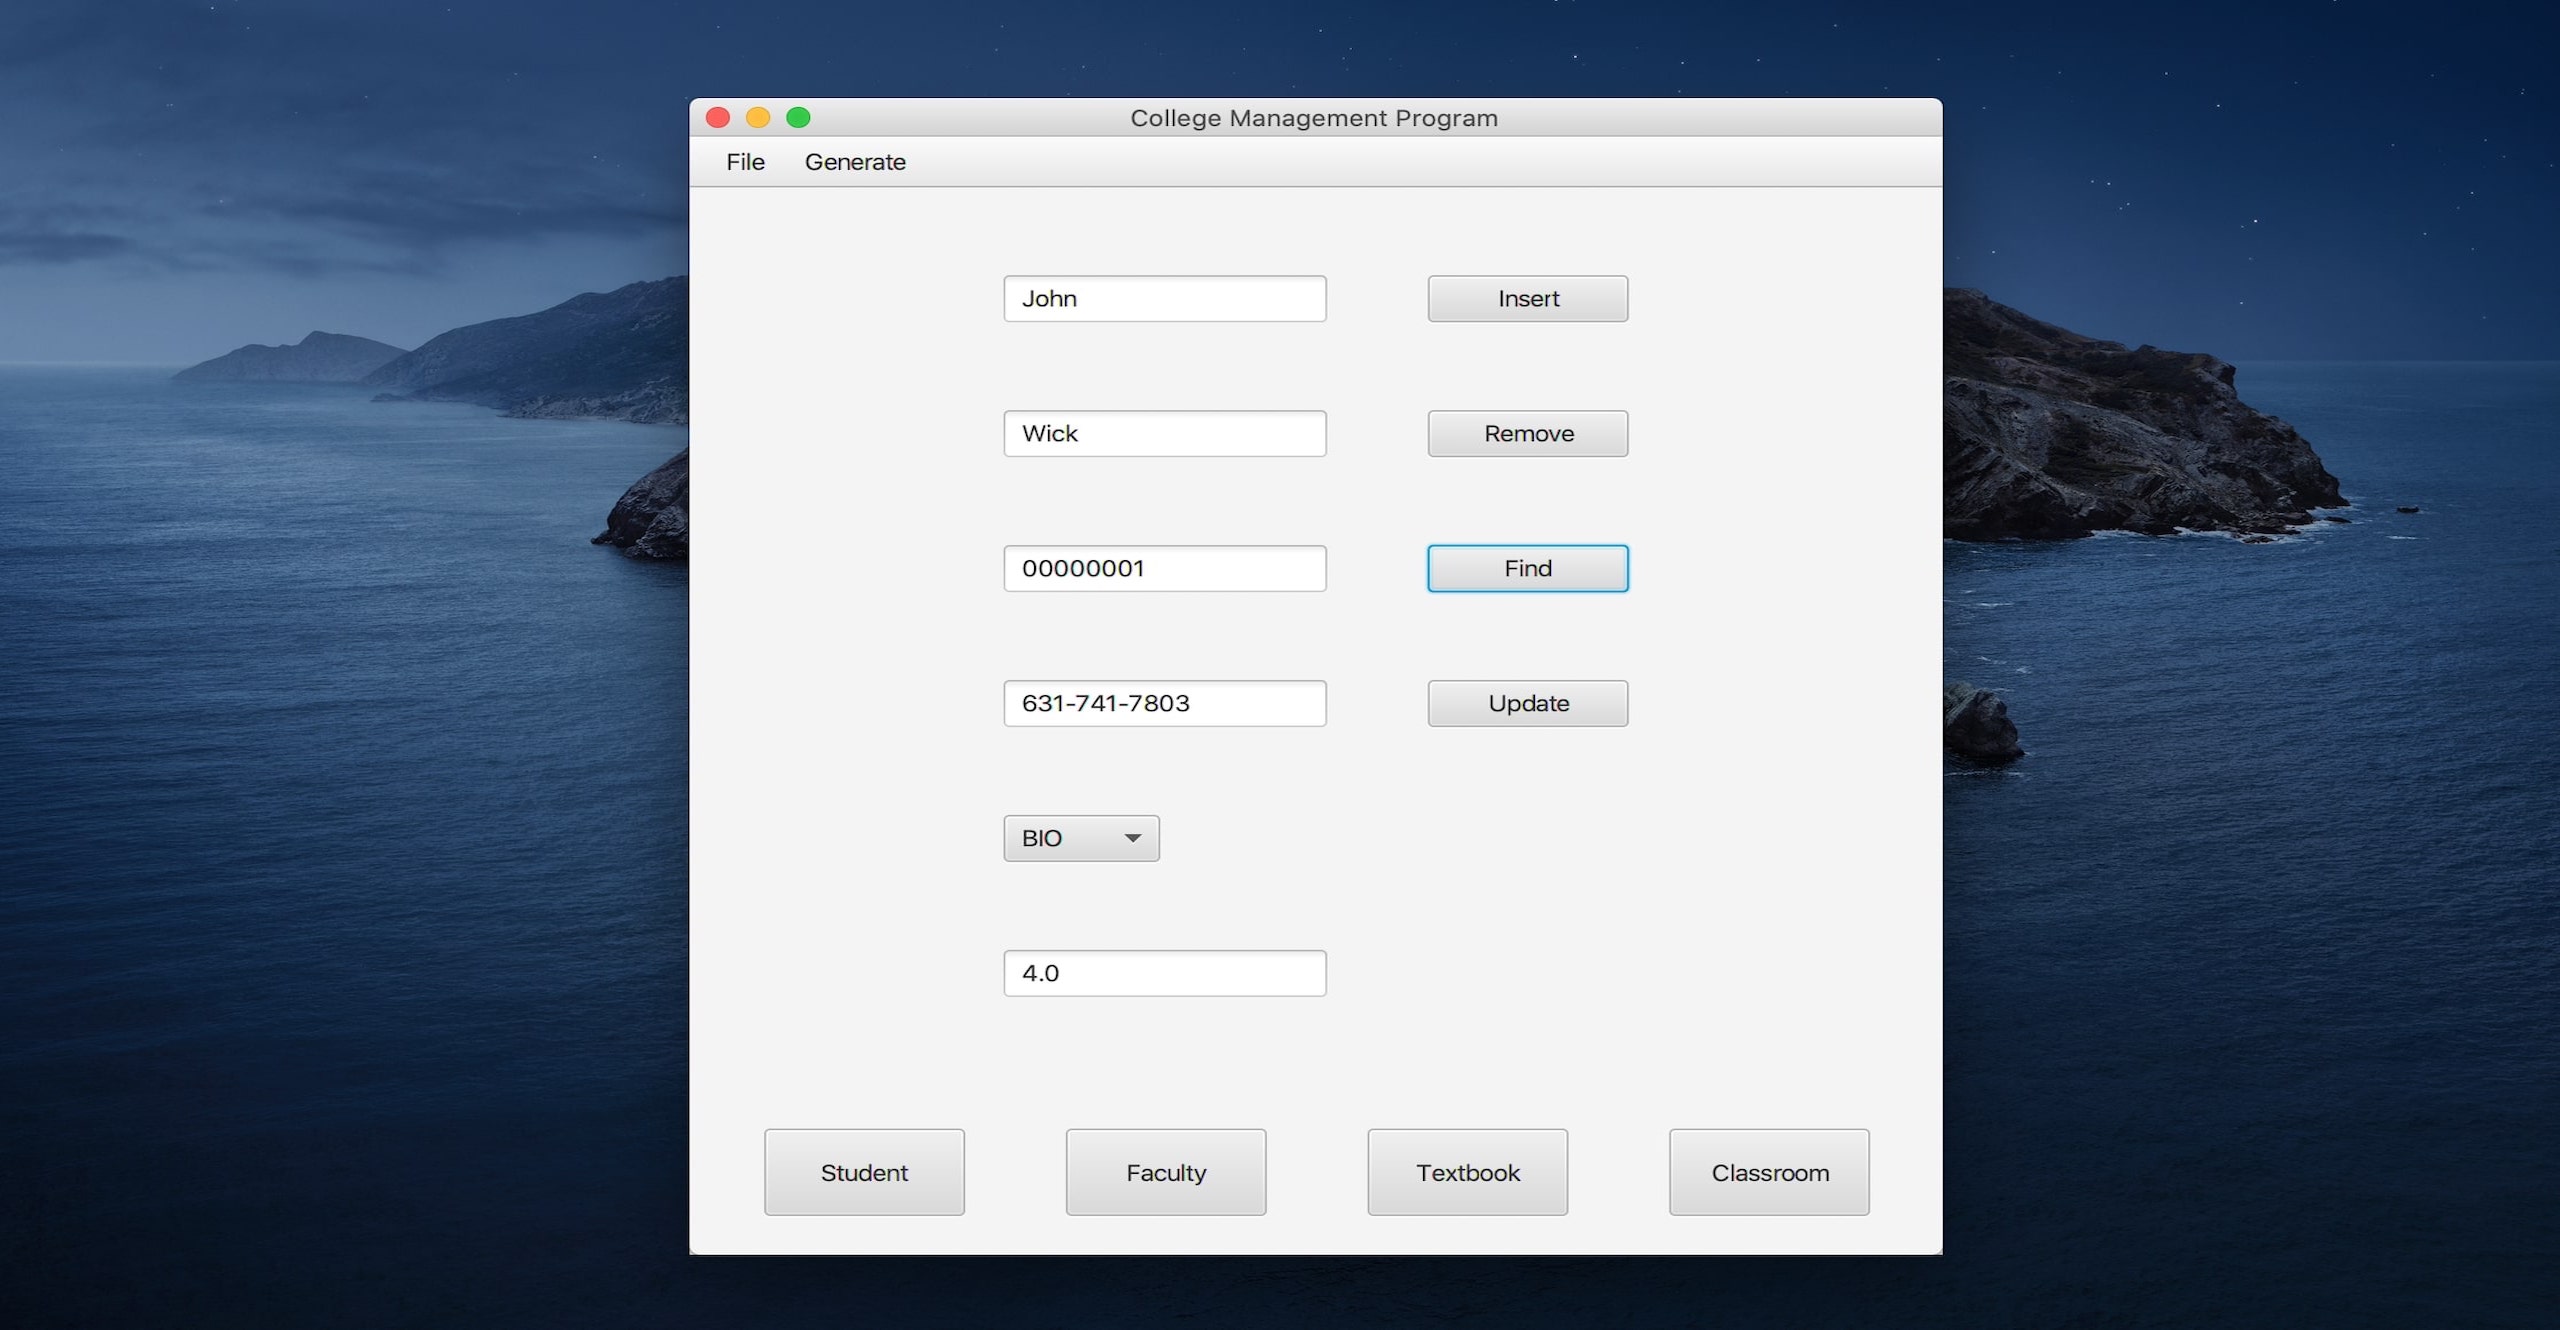 College Management Program
File Generate
John Insert
Wick Remove
00000001 Find
631-741-7803 Update
BIO
4.0
Student Faculty Textbook Classroom